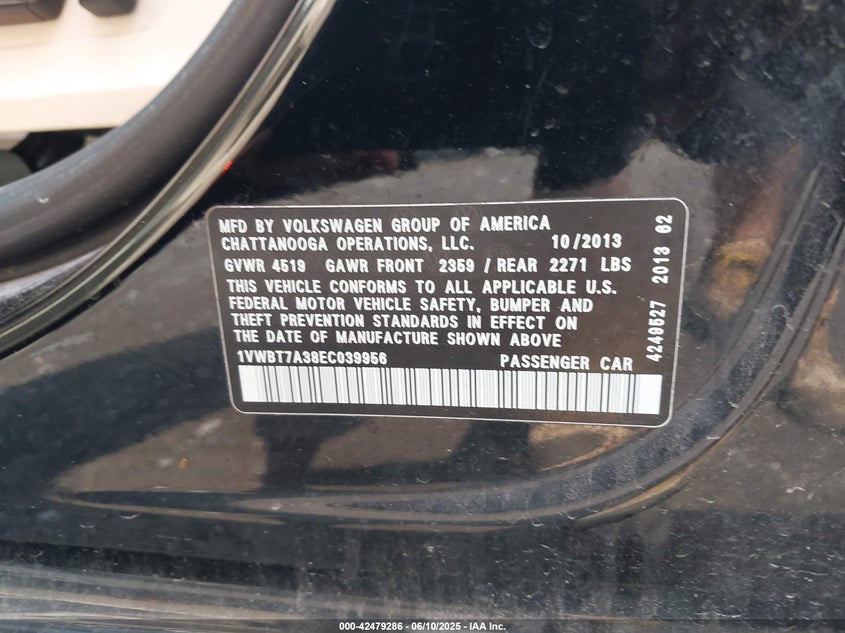 MFD BY VOLKSWAGEN GROUP OF AMERICA
CHATTANOOGA OPERATIONS, LLC. 10/2013
GVWR 4519 GAWR FRONT 2359 / REAR 2271 LBS
THIS VEHICLE CONFORMS TO ALL APPLICABLE U.S.
FEDERAL MOTOR VEHICLE SAFETY, BUMPER AND
THEFT PREVENTION STANDARDS IN EFFECT ON
THE DATE OF MANUFACTURE SHOWN ABOVE
1VWBT7A38EC039956 PASSENGER CAR
4249527 2013 62
000-42479286 - 06/10/2025 - IAA Inc.